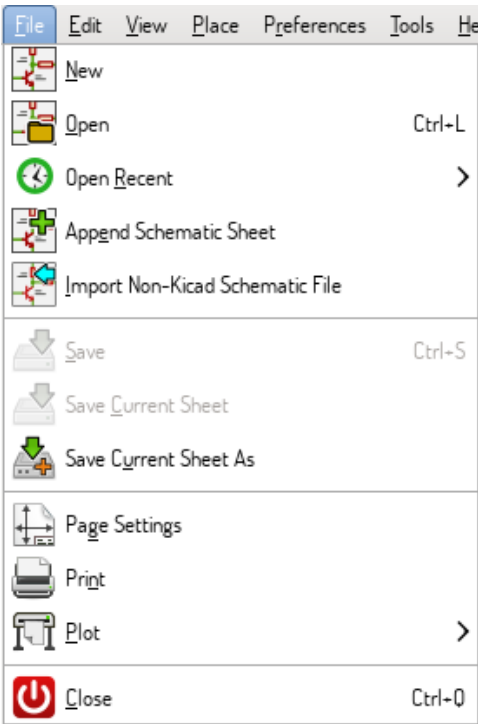 File Edit View Place Preferences Tools He
New
Open Ctrl+L
Open Recent
Append Schematic Sheet
Import Non-Kicad Schematic File
Save Ctrl+S
Save Current Sheet
Save Current Sheet As
Page Settings
Print
Plot
Close Ctrl+Q